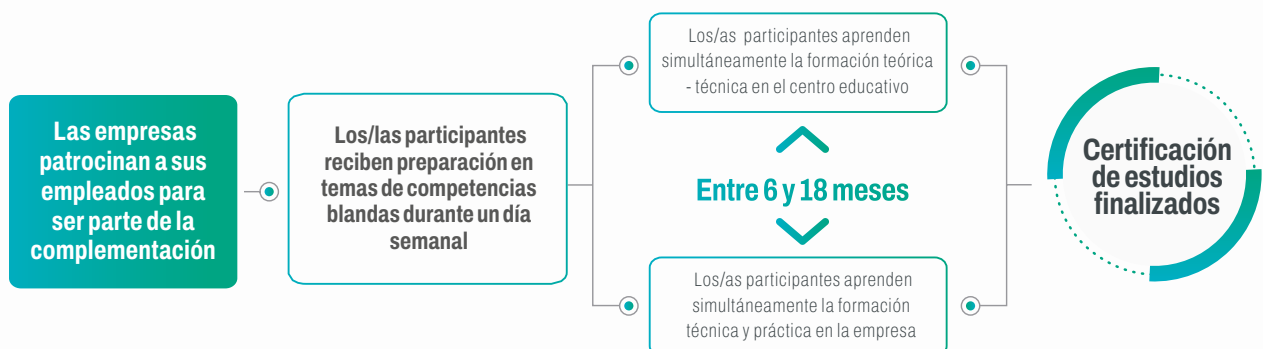 Las empresas
patrocinan a sus
empleados para
ser parte de la
complementación
Los/las participantes
reciben preparación en
temas de competencias
blandas durante un día
semanal
Los/as participantes aprenden
simultáneamente la formación teórica
- técnica en el centro educativo
Entre 6 y 18 meses
Los/as participantes aprenden
simultáneamente la formación
técnica y práctica en la empresa
Certificación
de estudios
finalizados